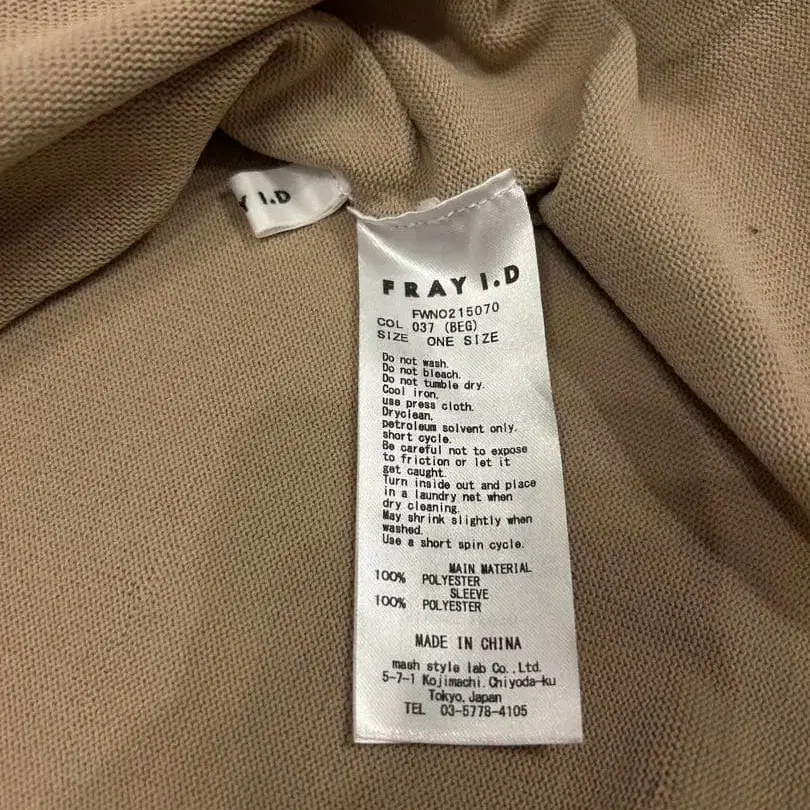 Y I.D
FRAY I.D
FWNO215070
COL 037 (BEG)
SIZE ONE SIZE
Do not wash.
Do not bleach.
Do not tumble dry.
Cool iron.
use press cloth.
Dryclean,
petroleum solvent only.
short cycle.
Be careful not to expose
to friction or let it
get caught.
Turn inside out and place
in a laundry net when
dry cleaning.
May shrink slightly when
washed.
Use a short spin cycle.
MAIN MATERIAL
100% POLYESTER
SLEEVE
100% POLYESTER
MADE IN CHINA
mash style lab Co.,Ltd.
5-7-1 Kojimachi,Chiyoda-ku
Tokyo,Japan
TEL 03-5778-4105